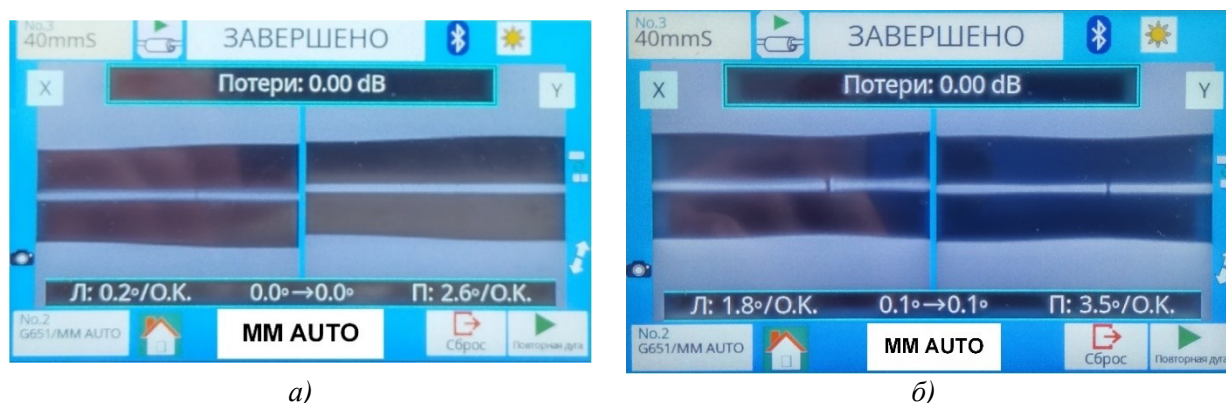 No.3
40mmS
ЗАВЕРШЕНО
Потери: 0.00 dB
X
Y
Л: 0.2°/О.К.
0.0°→0.0°
П: 2.6°/О.К.
No.2
G651/MM AUTO
MM AUTO
Сброс
Повторная дуга
а)
No.3
40mmS
ЗАВЕРШЕНО
Потери: 0.00 dB
X
Y
Л: 1.8°/О.К.
0.1°→0.1°
П: 3.5°/О.К.
No.2
G651/MM AUTO
MM AUTO
Сброс
Повторная дуга
б)